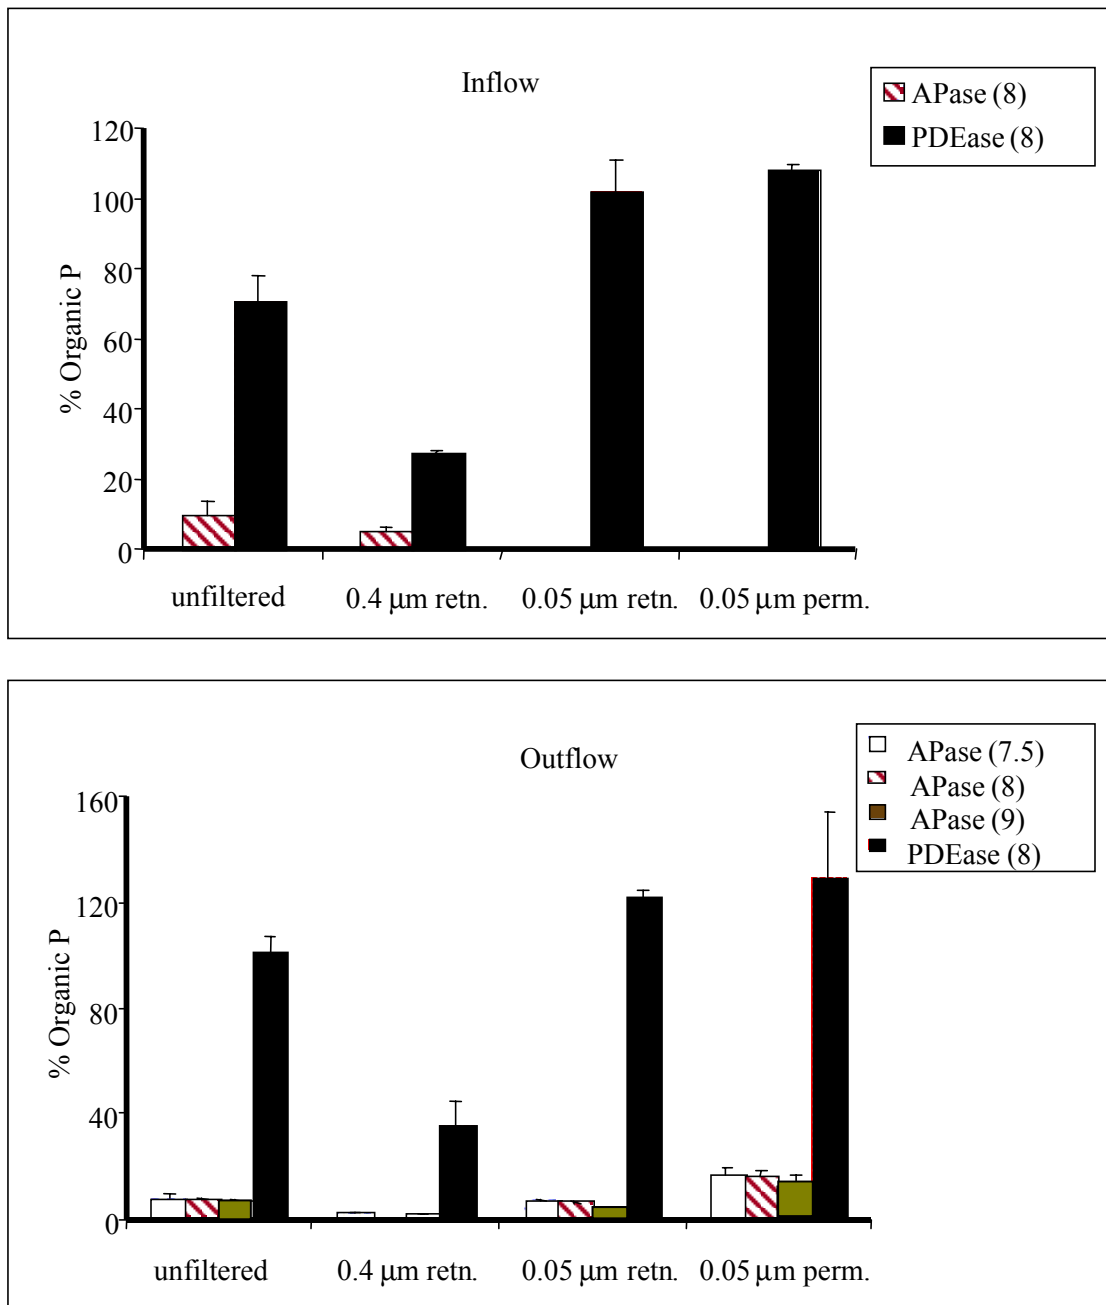 Inflow
APase (8)
PDEase (8)
% Organic P
120
100
80
60
40
20
0
unfiltered
0.4 μm retn.
0.05 μm retn.
0.05 μm perm.
Outflow
APase (7.5)
APase (8)
APase (9)
PDEase (8)
% Organic P
160
120
80
40
0
unfiltered
0.4 μm retn.
0.05 μm retn.
0.05 μm perm.